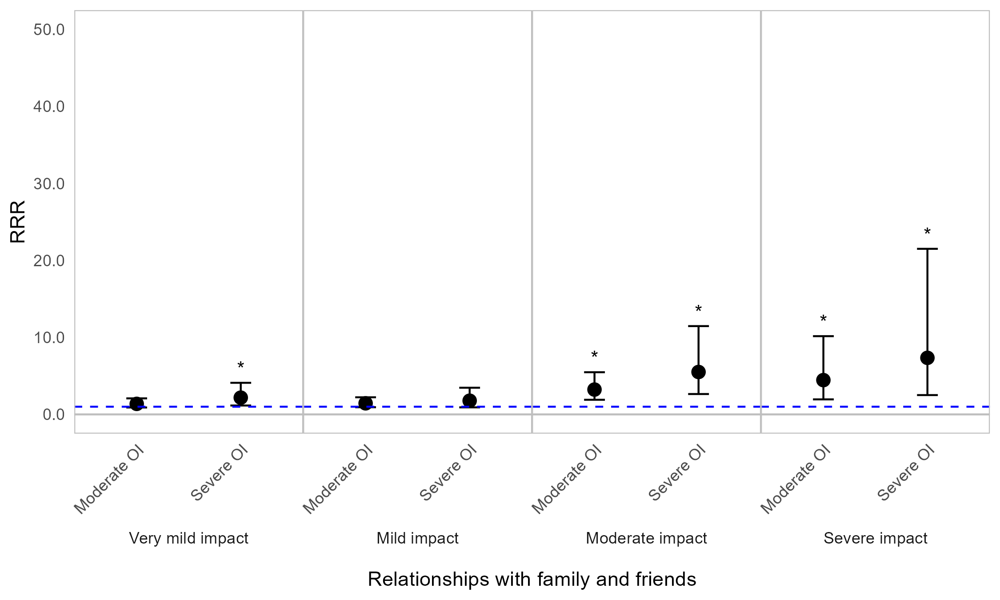 50.0
40.0
30.0
20.0
10.0
0.0
RRR
*
*
*
*
*
Moderate OI
Severe OI
Moderate OI
Severe OI
Moderate OI
Severe OI
Moderate OI
Severe OI
Very mild impact
Mild impact
Moderate impact
Severe impact
Relationships with family and friends